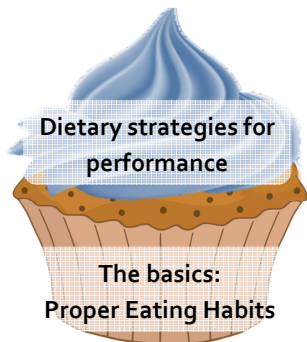 Dietary strategies for
performance
The basics:
Proper Eating Habits